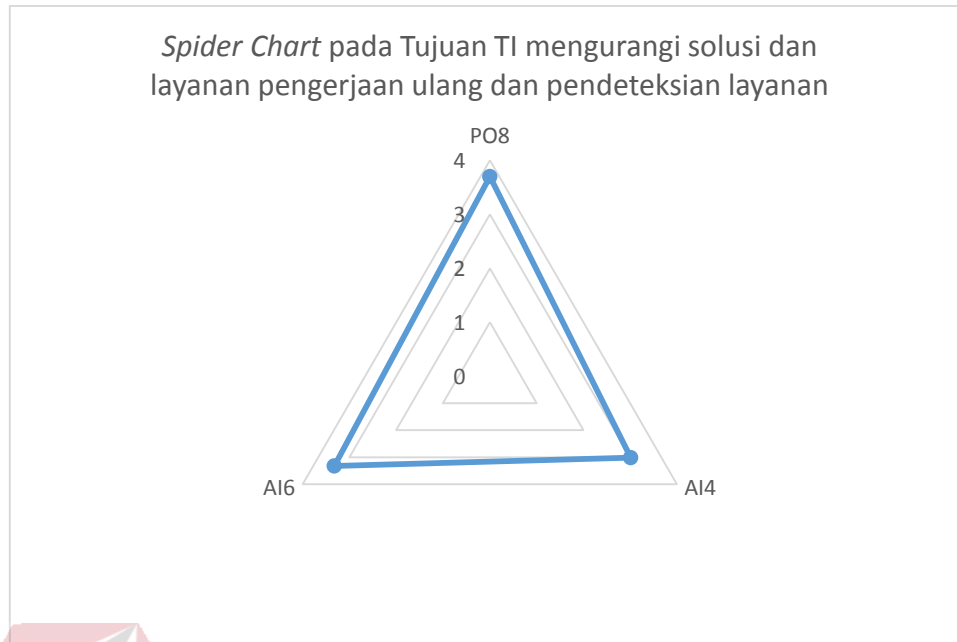 Spider Chart pada Tujuan TI mengurangi solusi dan
layanan pengerjaan ulang dan pendeteksian layanan
PO8
4
3
2
1
0
AI6
AI4